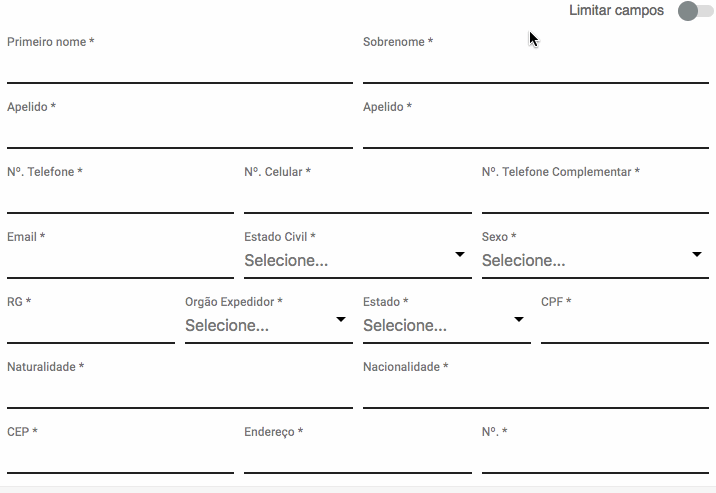 Limitar campos
Primeiro nome * Sobrenome *
Apelido * Apelido *
Nº. Telefone * Nº. Celular * Nº. Telefone Complementar *
Email * Estado Civil * Sexo *
Selecione... Selecione...
RG * Orgão Expedidor * Estado * CPF *
Selecione... Selecione...
Naturalidade * Nacionalidade *
CEP * Endereço * Nº. *